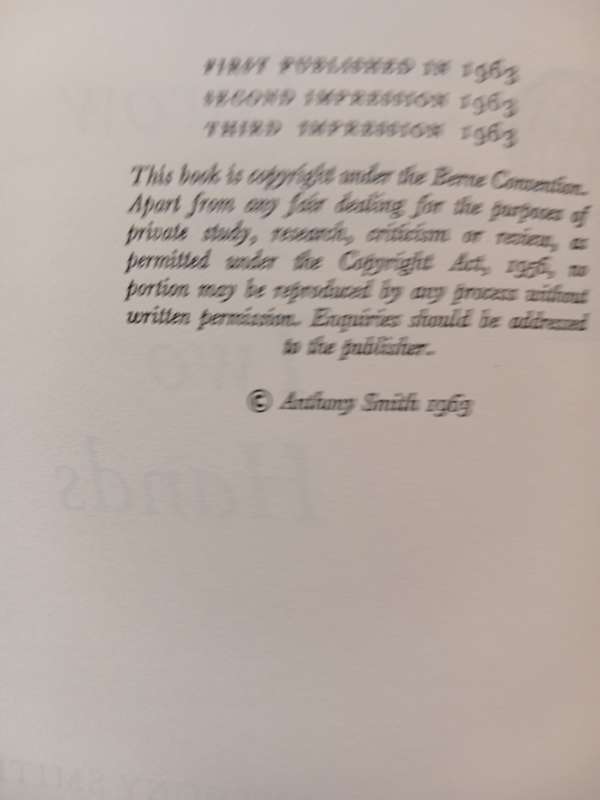 FIRST PUBLISHED IN 1963
SECOND IMPRESSION 1963
THIRD IMPRESSION 1963
This book is copyright under the Berne Convention.
Apart from any fair dealing for the purposes of
private study, research, criticism or review, as
permitted under the Copyright Act, 1956, no
portion may be reproduced by any process without
written permission. Enquiries should be addressed
to the publisher.
© Anthony Smith 1963
Hands